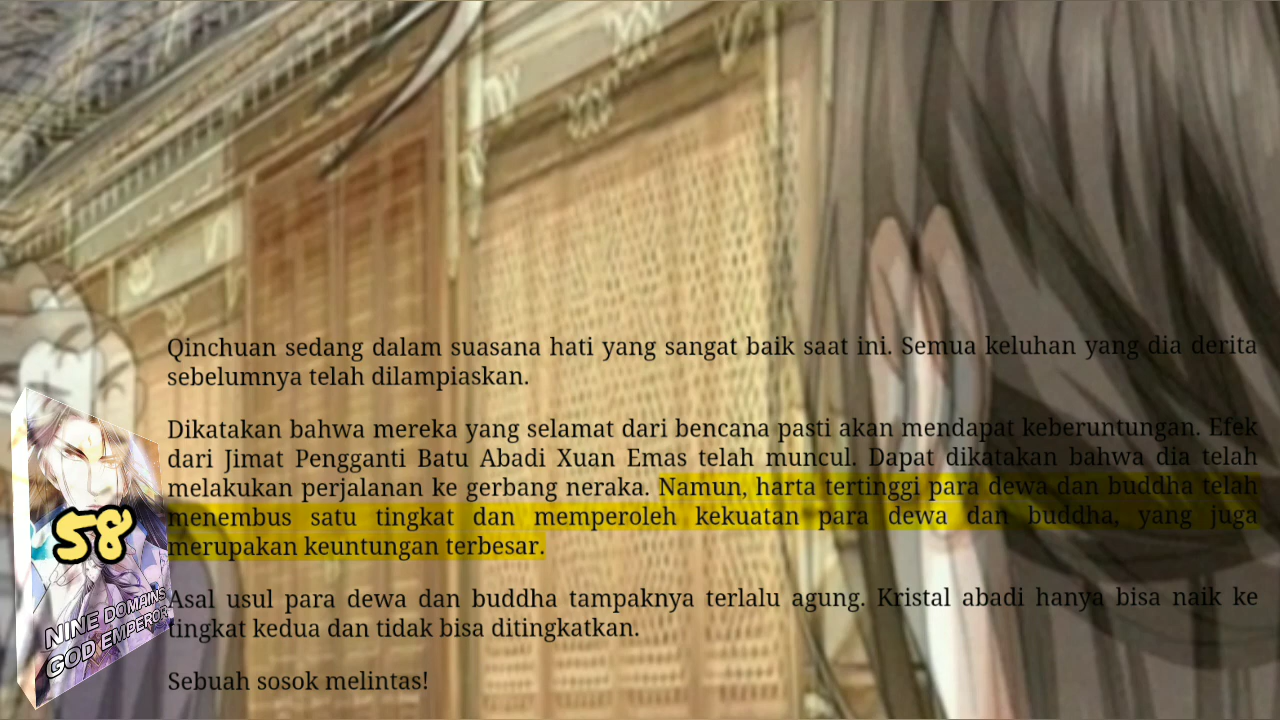 Qinchuan sedang dalam suasana hati yang sangat baik saat ini. Semua keluhan yang dia derita
sebelumnya telah dilampiaskan.
Dikatakan bahwa mereka yang selamat dari bencana pasti akan mendapat keberuntungan. Efek
dari Jimat Pengganti Batu Abadi Xuan Emas telah muncul. Dapat dikatakan bahwa dia telah
melakukan perjalanan ke gerbang neraka. Namun, harta tertinggi para dewa dan buddha telah
menembus satu tingkat dan memperoleh kekuatan para dewa dan buddha, yang juga
merupakan keuntungan terbesar.
Asal usul para dewa dan buddha tampaknya terlalu agung. Kristal abadi hanya bisa naik ke
tingkat kedua dan tidak bisa ditingkatkan.
Sebuah sosok melintas!
58
NINE DOMAINS
GOD EMPEROR